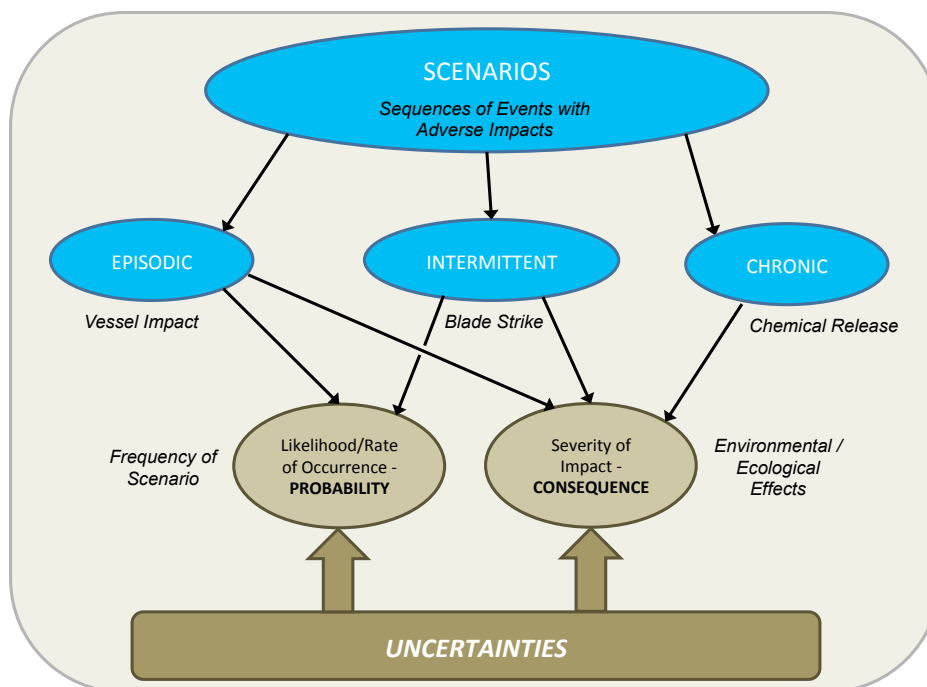 SCENARIOS
Sequences of Events with
Adverse Impacts
EPISODIC
INTERMITTENT
CHRONIC
Vessel Impact
Blade Strike
Chemical Release
Frequency of
Scenario
Likelihood/Rate
of Occurrence -
PROBABILITY
Severity of
Impact -
CONSEQUENCE
Environmental /
Ecological
Effects
UNCERTAINTIES